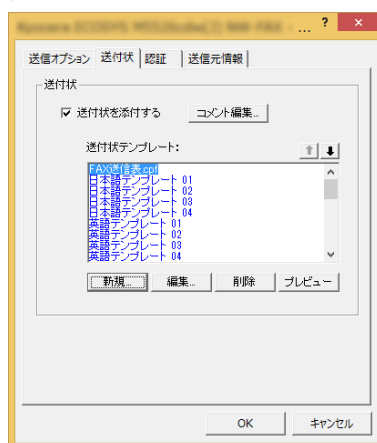 ... ? ×
送信オプション 送付状 認証 送信元情報
送付状
送付状を添付する コメント編集...
送付状テンプレート:
FAX送信表.cpf
日本語テンプレート 01
日本語テンプレート 02
日本語テンプレート 03
日本語テンプレート 04
英語テンプレート 01
英語テンプレート 02
英語テンプレート 03
英語テンプレート 04
新規... 編集... 削除 プレビュー
OK キャンセル